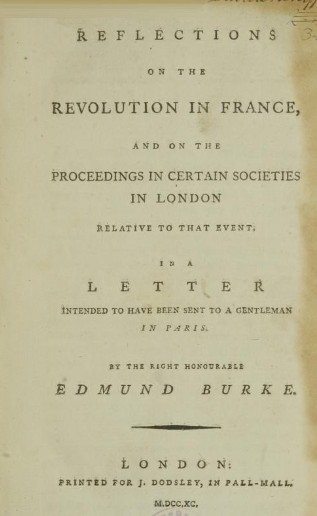 REFLECTIONS
ON THE
REVOLUTION IN FRANCE,
AND ON THE
PROCEEDINGS IN CERTAIN SOCIETIES
IN LONDON
RELATIVE TO THAT EVENT;
IN A
LETTER
INTENDED TO HAVE BEEN SENT TO A GENTLEMAN
IN PARIS.
BY THE RIGHT HONOURABLE
EDMUND BURKE.
LONDON:
PRINTED FOR J. DODSLEY, IN PALL-MALL.
M.DCC.XC.